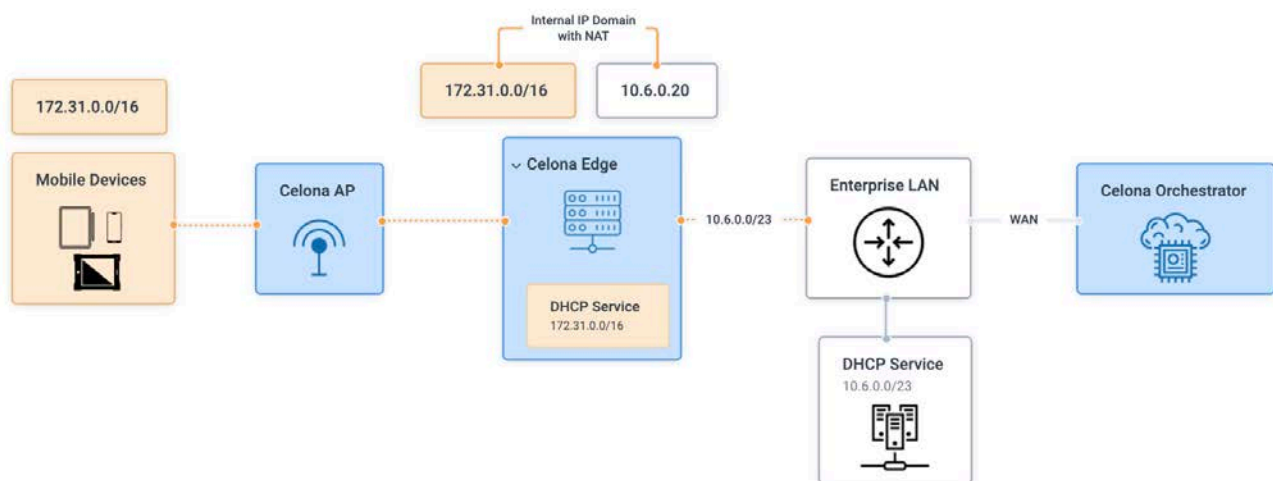 Internal IP Domain
with NAT
172.31.0.0/16
172.31.0.0/16
10.6.0.20
Mobile Devices
Celona AP
Celona Edge
DHCP Service
172.31.0.0/16
10.6.0.0/23
Enterprise LAN
WAN
Celona Orchestrator
DHCP Service
10.6.0.0/23